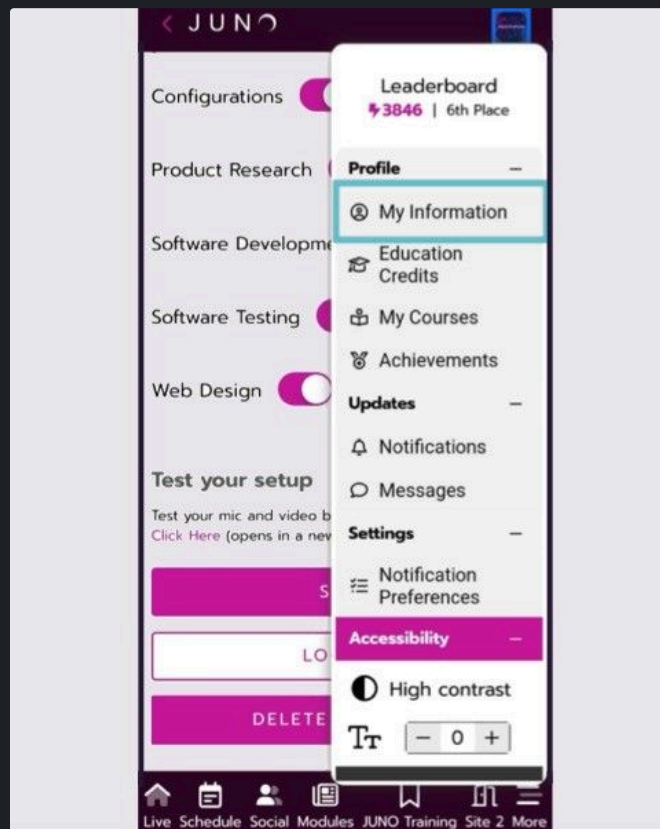 JUNO
Configurations
Product Research
Software Developme
Software Testing
Web Design
Test your setup
Test your mic and video b
Click Here (opens in a new
S
LO
DELETE
Leaderboard
3846 | 6th Place
Profile
My Information
Education
Credits
My Courses
Achievements
Updates
Notifications
Messages
Settings
Notification
Preferences
Accessibility
High contrast
Tт
− 0 +
Live Schedule Social Modules JUNO Training Site 2 More